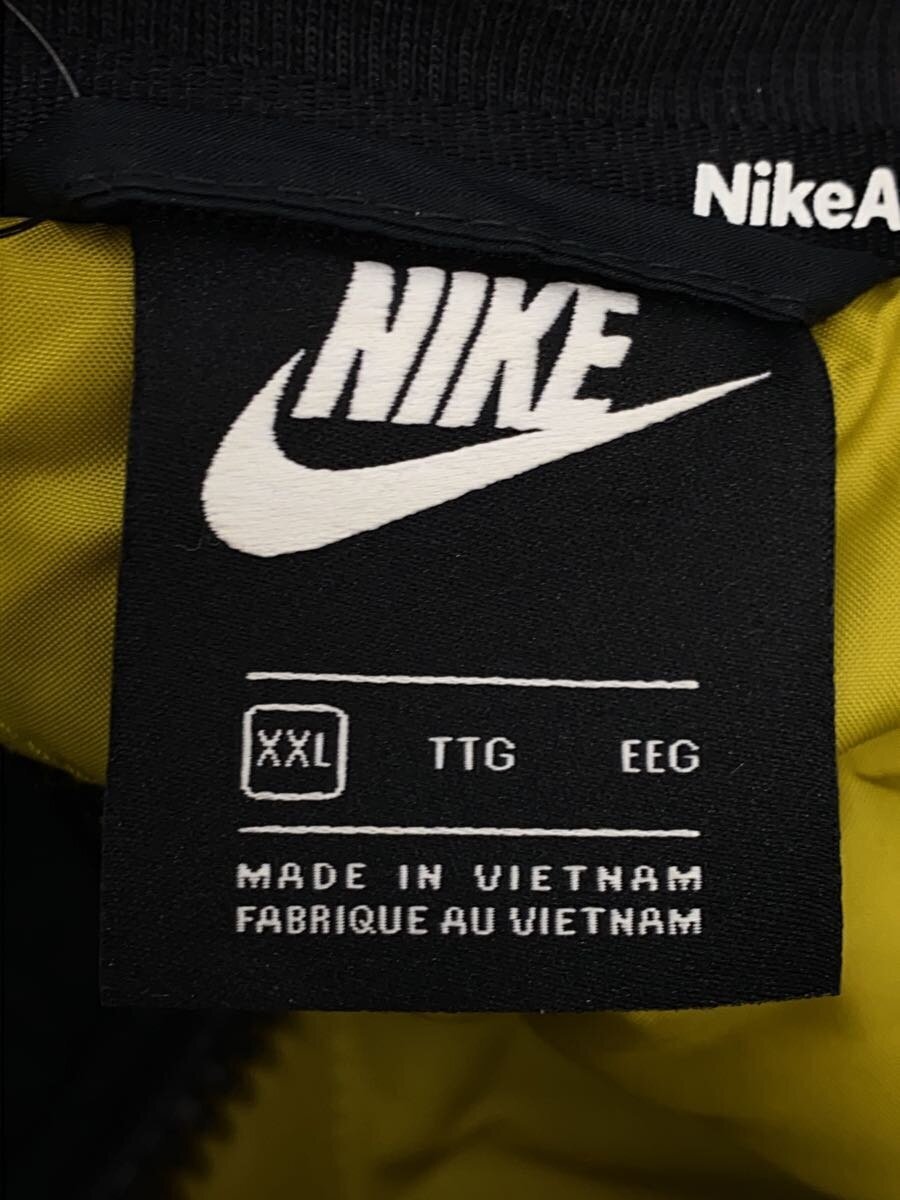 NikeA
NIKE
XXL TTG EEG
MADE IN VIETNAM
FABRIQUE AU VIETNAM